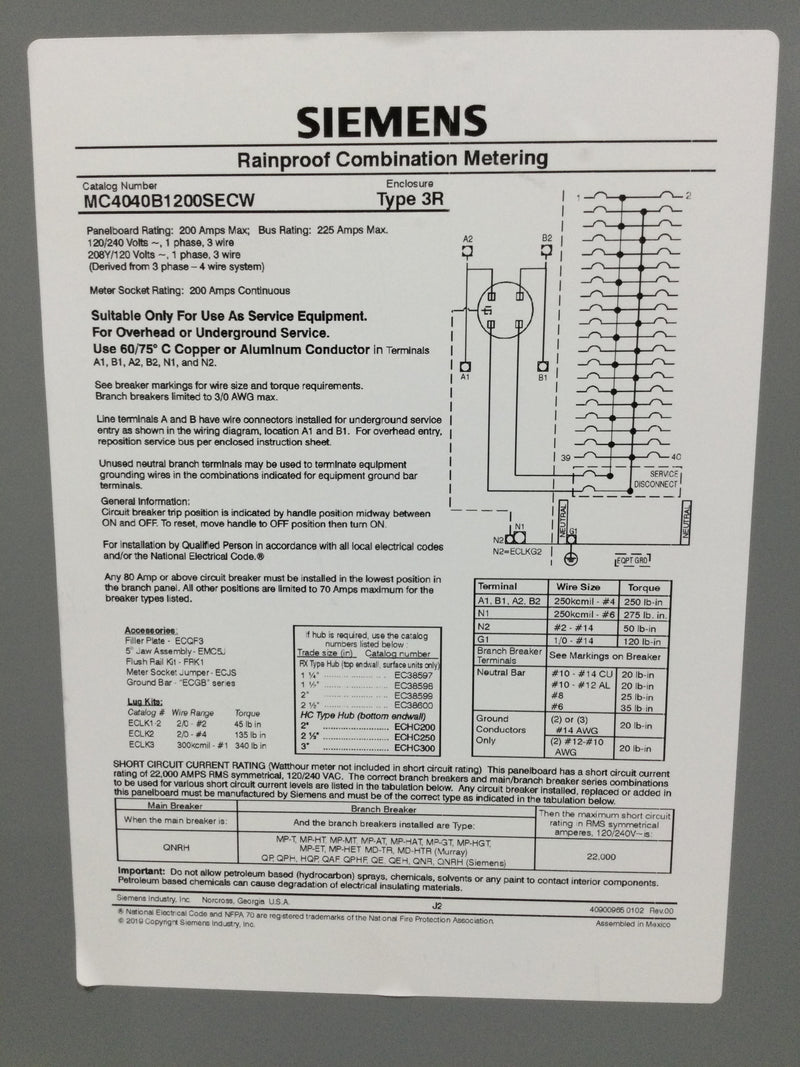 SIEMENS
Rainproof Combination Metering
Catalog Number
MC4040B1200SECW
Enclosure
Type 3R
Panelboard Rating: 200 Amps Max; Bus Rating: 225 Amps Max.
120/240 Volts ~, 1 phase, 3 wire
208Y/120 Volts ~, 1 phase, 3 wire
(Derived from 3 phase – 4 wire system)
Meter Socket Rating: 200 Amps Continuous
Suitable Only For Use As Service Equipment.
For Overhead or Underground Service.
Use 60/75° C Copper or Aluminum Conductor in Terminals
A1, B1, A2, B2, N1, and N2.
See breaker markings for wire size and torque requirements.
Branch breakers limited to 3/0 AWG max.
Line terminals A and B have wire connectors installed for underground service
entry as shown in the wiring diagram, location A1 and B1. For overhead entry,
reposition service bus per enclosed instruction sheet.
Unused neutral branch terminals may be used to terminate equipment
grounding wires in the combinations indicated for equipment ground bar
terminals.
General Information:
Circuit breaker trip position is indicated by handle position midway between
ON and OFF. To reset, move handle to OFF position then turn ON.
For installation by Qualified Person in accordance with all local electrical codes
and/or the National Electrical Code.®
Any 80 Amp or above circuit breaker must be installed in the lowest position in
the branch panel. All other positions are limited to 70 Amps maximum for the
breaker types listed.
1 2
A2 B2
A1 B1
39 40
SERVICE
DISCONNECT
NEUTRAL
NEUTRAL
N1
N2
G1
N2=ECLKG2
EQPT GRD
Accessories:
Filler Plate - ECQF3
5" Jaw Assembly - EMC5J
Flush Rail Kit - FRK1
Meter Socket Jumper - ECJS
Ground Bar - "ECGB" series
Lug Kits:
Catalog # Wire Range Torque
ECLK1-2 2/0 - #2 45 lb in
ECLK2 2/0 - #4 135 lb in
ECLK3 300kcmil - #1 340 lb in
If hub is required, use the catalog
numbers listed below
Trade size (in) Catalog number
RX Type Hub (top endwall, surface units only)
1 ¼" EC38597
1 ½" EC38598
2" EC38599
2 ½" EC38600
HC Type Hub (bottom endwall)
2" ECHC200
2 ½" ECHC250
3" ECHC300
Terminal Wire Size Torque
A1, B1, A2, B2 250kcmil - #4 250 lb-in
N1 250kcmil - #6 275 lb. in.
N2 #2 - #14 50 lb-in
G1 1/0 - #14 120 lb-in
Branch Breaker
Terminals See Markings on Breaker
Neutral Bar #10 - #14 CU 20 lb-in
#10 - #12 AL 20 lb-in
#8 25 lb-in
#6 35 lb-in
Ground
Conductors
Only
(2) or (3)
#14 AWG 20 lb-in
(2) #12-#10
AWG 20 lb-in
SHORT CIRCUIT CURRENT RATING (Watthour meter not included in short circuit rating) This panelboard has a short circuit current
rating of 22,000 AMPS RMS symmetrical, 120/240 VAC. The correct branch breakers and main/branch breaker series combinations
to be used for various short circuit current levels are listed in the tabulation below. Any circuit breaker installed, replaced or added in
this panelboard must be manufactured by Siemens and must be of the correct type as indicated in the tabulation below.
Main Breaker
Branch Breaker
Then the maximum short circuit
rating in RMS symmetrical
amperes, 120/240V~is:
When the main breaker is:
And the branch breakers installed are Type:
QNRH
MP-T, MP-HT, MP-MT, MP-AT, MP-HAT, MP-GT, MP-HGT,
MP-ET, MP-HET MD-TR, MD-HTR (Murray)
QP, QPH, HQP, QAF, QPHF, QE, QEH, QNR, QNRH (Siemens)
22,000
Important: Do not allow petroleum based (hydrocarbon) sprays, chemicals, solvents or any paint to contact interior components.
Petroleum based chemicals can cause degradation of electrical insulating materials.
Siemens Industry, Inc. Norcross, Georgia U.S.A.
J2
40900965 0102 Rev.00
® National Electrical Code and NFPA 70 are registered trademarks of the National Fire Protection Association.
© 2019 Copyright Siemens Industry, Inc.
Assembled in Mexico